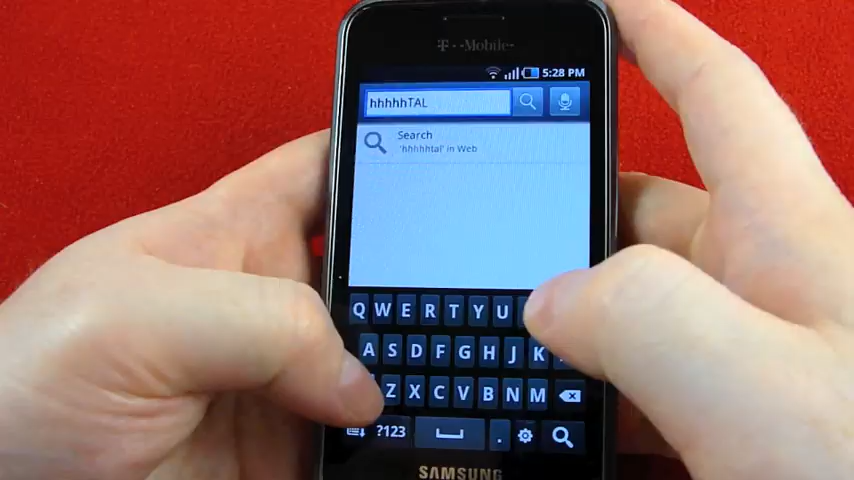 T-Mobile
5:28 PM
hhhhhTAL
Search
'hhhhhtal' in Web
Q W E R T Y U
A S D F G H J K
Z X C V B N M
?123 .
SAMSUNG